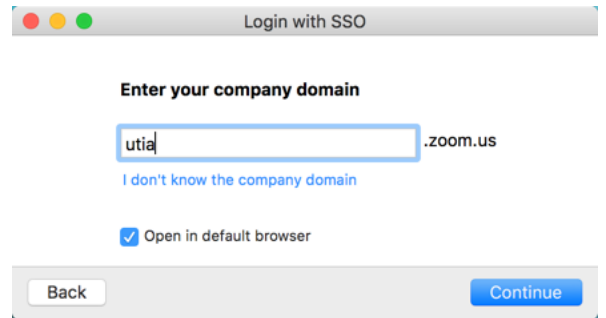 Login with SSO
Enter your company domain
utia .zoom.us
I don't know the company domain
Open in default browser
Back Continue